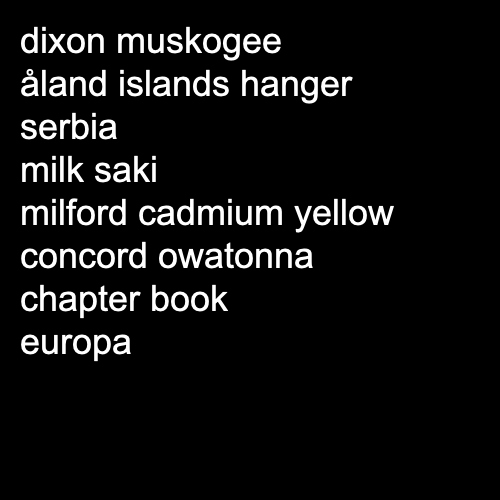 dixon muskogee
åland islands hanger
serbia
milk saki
milford cadmium yellow
concord owatonna
chapter book
europa